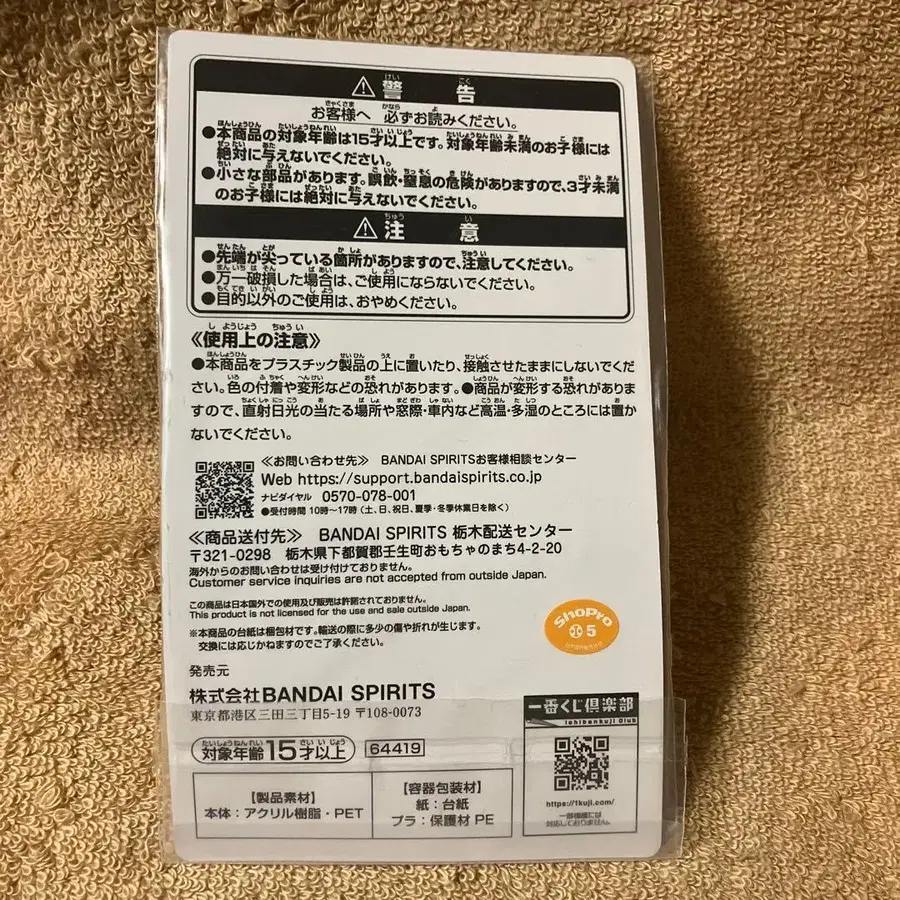 ⚠警告
お客様へ 必ずお読みください。
●本商品の対象年齢は15才以上です。対象年齢未満のお子様には
絶対に与えないでください。
●小さな部品があります。誤飲・窒息の危険がありますので、3才未満
のお子様には絶対に与えないでください。
⚠注意
●先端が尖っている箇所がありますので、注意してください。
●万一破損した場合は、ご使用にならないでください。
●目的以外のご使用は、おやめください。
《使用上の注意》
●本商品をプラスチック製品の上に置いたり、接触させたままにしないでくだ
さい。色の付着や変形などの恐れがあります。●商品が変形する恐れがありま
すので、直射日光の当たる場所や窓際・車内など高温・多湿のところには置か
ないでください。
≪お問い合わせ先≫ BANDAI SPIRITSお客様相談センター
Web https://support.bandaispirits.co.jp
ナビダイヤル 0570-078-001
●受付時間 10時〜17時(土、日、祝日、夏季・冬季休業日を除く)
≪商品送付先≫ BANDAI SPIRITS 栃木配送センター
〒321-0298 栃木県下都賀郡壬生町おもちゃのまち4-2-20
海外からのお問い合わせは受け付けておりません。
Customer service inquiries are not accepted from outside Japan.
この商品は日本国外での使用及び販売は許諾されておりません。
This product is not licensed for the use and sale outside Japan.
※本商品の台紙は梱包材です。輸送の際に多少の傷や折れが生じます。
交換には応じかねますのでご了承ください。
ShoPro
5
発売元
株式会社BANDAI SPIRITS
東京都港区三田三丁目5-19 〒108-0073
対象年齢15才以上
64419
【製品素材】
本体：アクリル樹脂・PET
【容器包装材】
紙：台紙
プラ：保護材 PE
一番くじ倶楽部
Ichibankuji Club
https://1kuji.com/
一部機種には
対応しておりません。